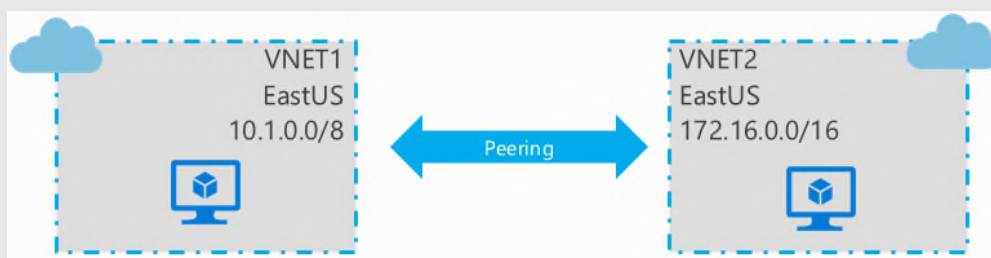 VNET1
EastUS
10.1.0.0/8
Peering
VNET2
EastUS
172.16.0.0/16